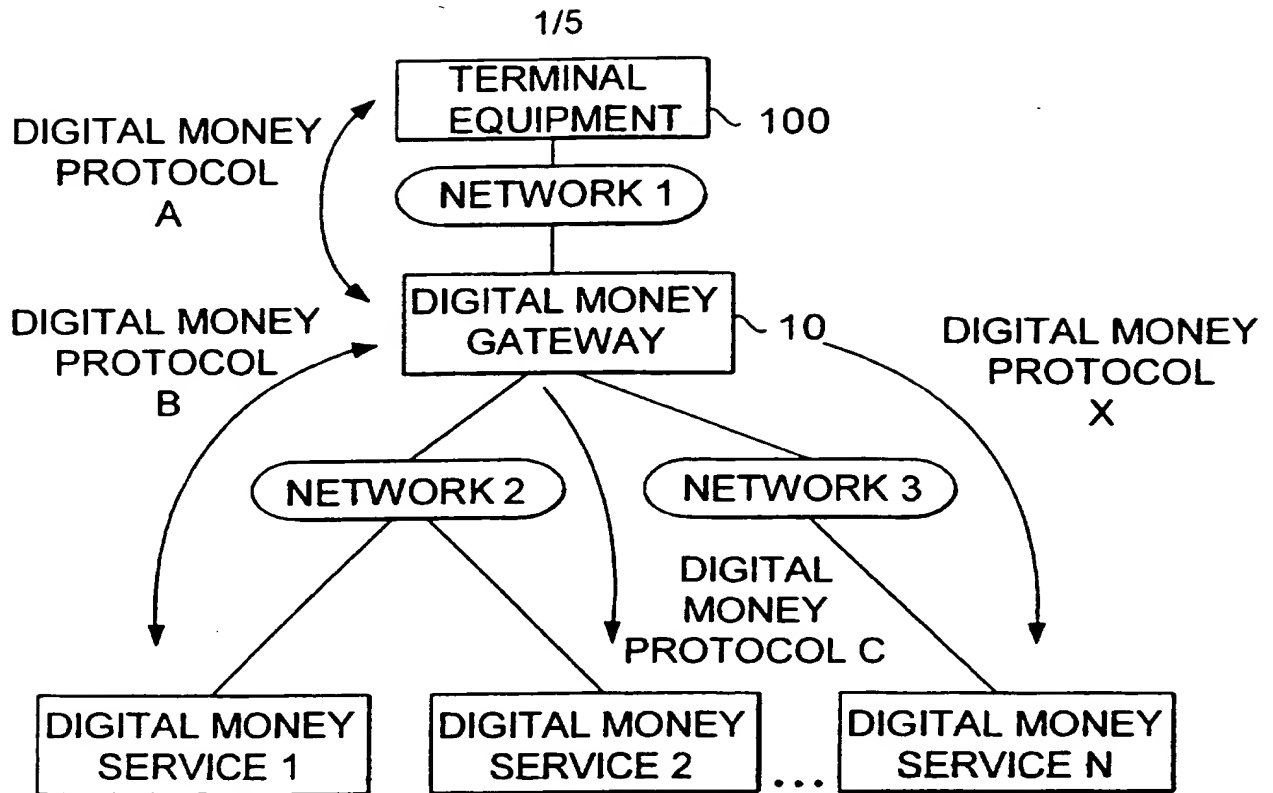 1/5
TERMINAL
EQUIPMENT
100
DIGITAL MONEY
PROTOCOL
A
NETWORK 1
DIGITAL MONEY
GATEWAY
10
DIGITAL MONEY
PROTOCOL
B
DIGITAL MONEY
PROTOCOL
X
NETWORK 2
NETWORK 3
DIGITAL
MONEY
PROTOCOL C
DIGITAL MONEY
SERVICE 1
DIGITAL MONEY
SERVICE 2
...
DIGITAL MONEY
SERVICE N